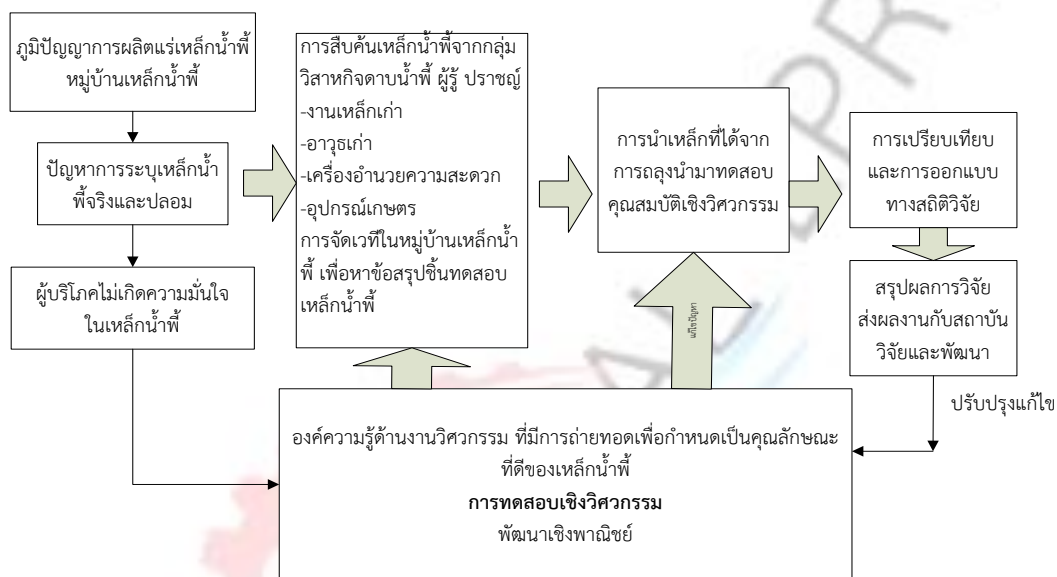 ภูมิปัญญาการผลิตแร่เหล็กน้ำพี้
หมู่บ้านเหล็กน้ำพี้
ปัญหาการระบุเหล็กน้ำ
พี้จริงและปลอม
ผู้บริโภคไม่เกิดความมั่นใจ
ในเหล็กน้ำพี้
การสืบค้นเหล็กน้ำพี้จากกลุ่ม
วิสาหกิจดาบน้ำพี้ ผู้รู้ ปราชญ์
-งานเหล็กเก่า
-อาวุธเก่า
-เครื่องอำนวยความสะดวก
-อุปกรณ์เกษตร
การจัดเวทีในหมู่บ้านเหล็กน้ำ
พี้ เพื่อหาข้อสรุปชิ้นทดสอบ
เหล็กน้ำพี้
การนำเหล็กที่ได้จาก
การถลุงนำมาทดสอบ
คุณสมบัติเชิงวิศวกรรม
แก้ไขปัญหา
การเปรียบเทียบ
และการออกแบบ
ทางสถิติวิจัย
สรุปผลการวิจัย
ส่งผลงานกับสถาบัน
วิจัยและพัฒนา
ปรับปรุงแก้ไข
องค์ความรู้ด้านงานวิศวกรรม ที่มีการถ่ายทอดเพื่อกำหนดเป็นคุณลักษณะ
ที่ดีของเหล็กน้ำพี้
การทดสอบเชิงวิศวกรรม
พัฒนาเชิงพาณิชย์